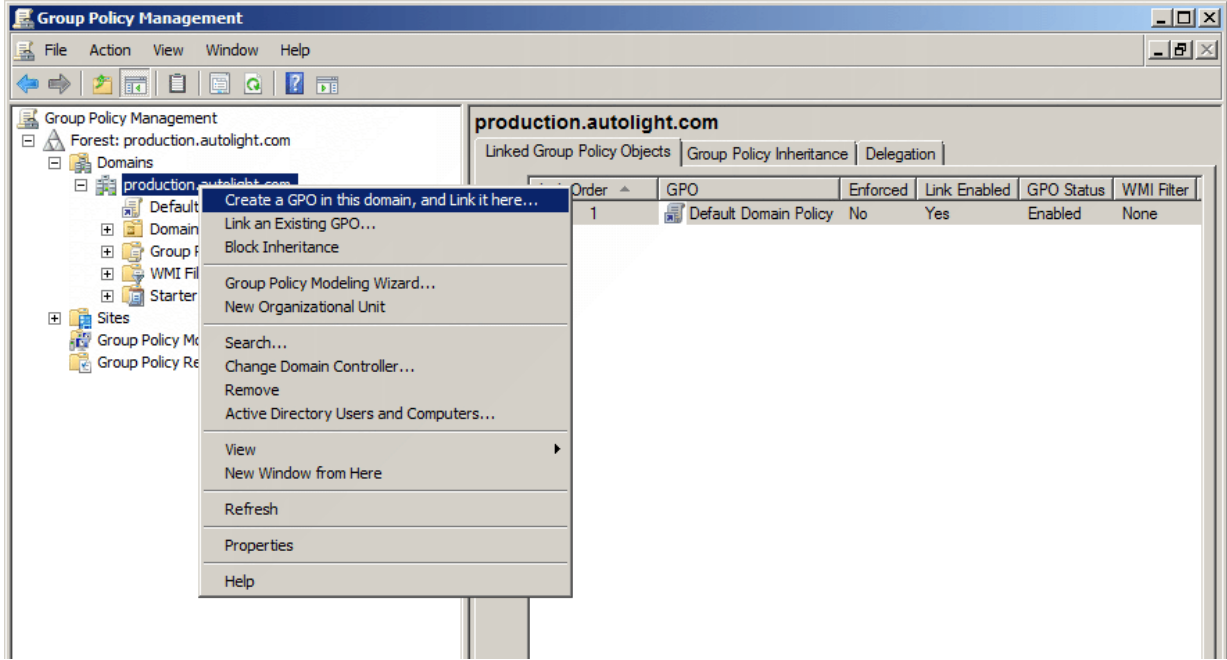 Group Policy Management
File Action View Window Help
Group Policy Management
Forest: production.autolight.com
Domains
production.autolight.com
Default
Domain
Group P
WMI Fil
Starter
Sites
Group Policy Mo
Group Policy Re
Create a GPO in this domain, and Link it here...
Link an Existing GPO...
Block Inheritance
Group Policy Modeling Wizard...
New Organizational Unit
Search...
Change Domain Controller...
Remove
Active Directory Users and Computers...
View
New Window from Here
Refresh
Properties
Help
production.autolight.com
Linked Group Policy Objects Group Policy Inheritance Delegation
Order GPO Enforced Link Enabled GPO Status WMI Filter
1 Default Domain Policy No Yes Enabled None